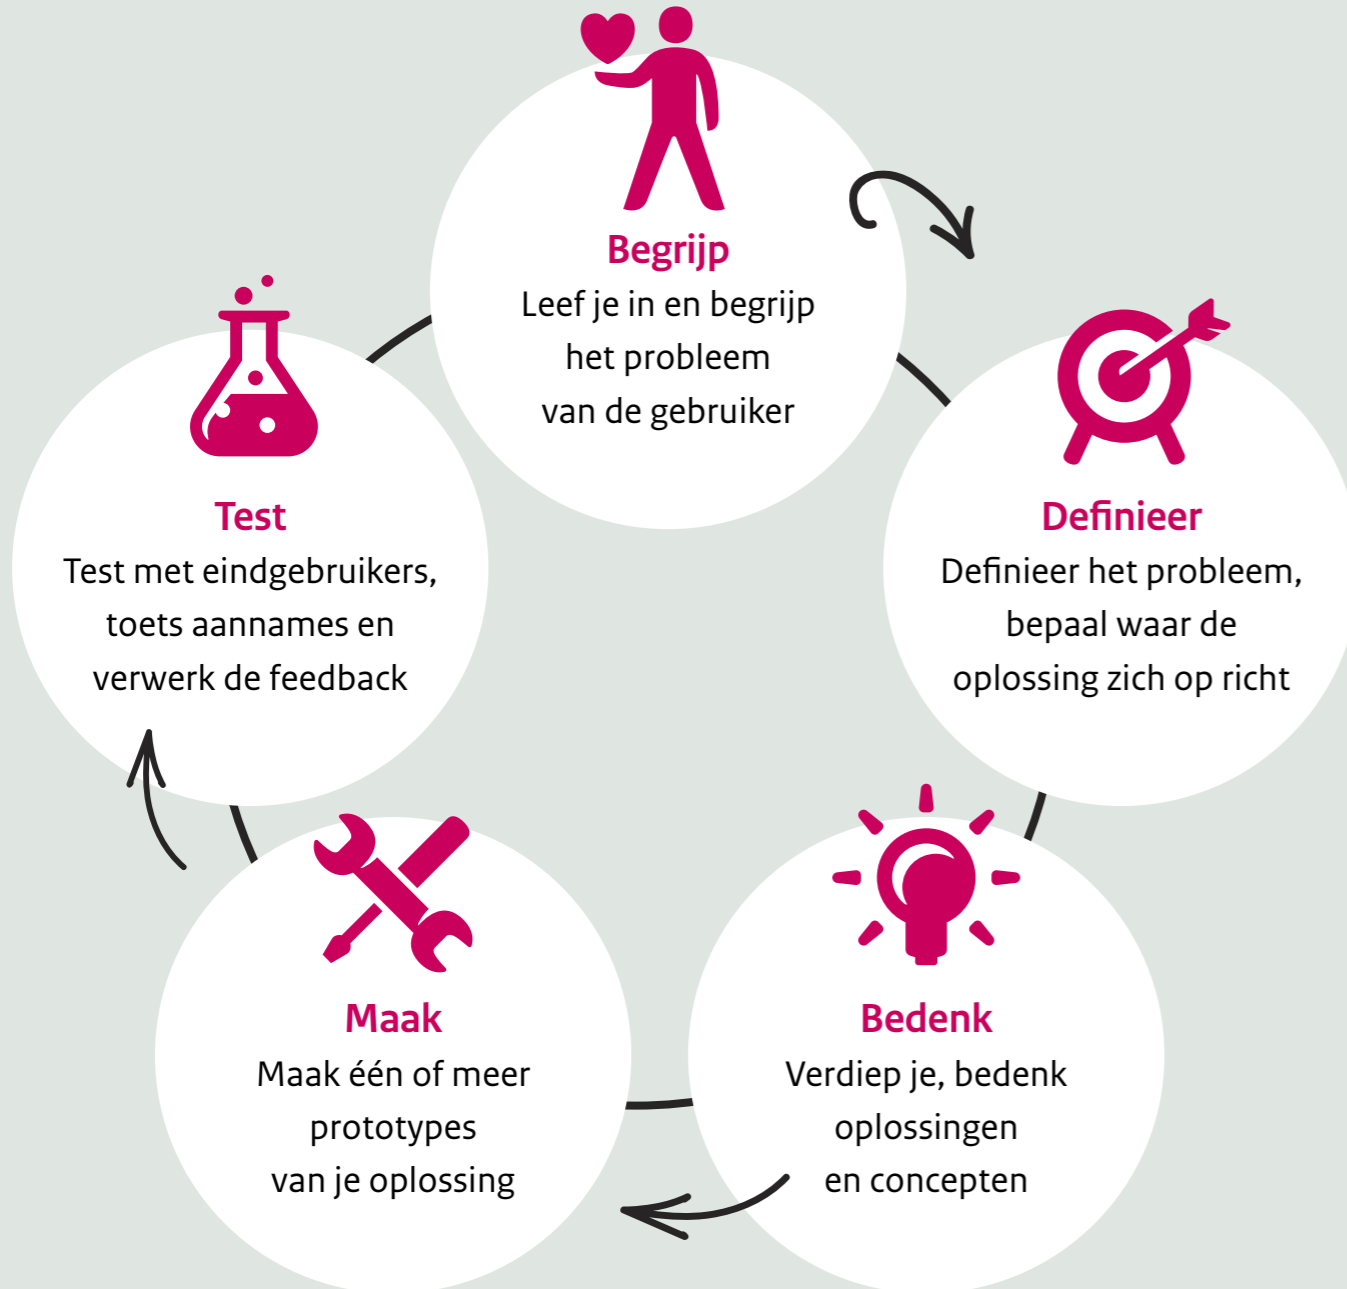 Begrijp
Leef je in en begrijp
het probleem
van de gebruiker
Definieer
Definieer het probleem,
bepaal waar de
oplossing zich op richt
Bedenk
Verdiep je, bedenk
oplossingen
en concepten
Maak
Maak één of meer
prototypes
van je oplossing
Test
Test met eindgebruikers,
toets aannames en
verwerk de feedback